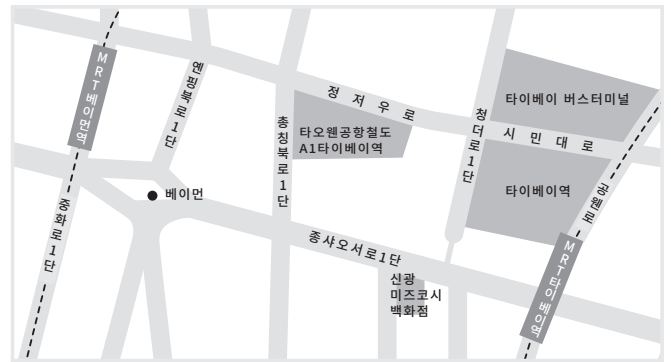 MRT베이먼역
옌핑북로1단
정저우로
청더로1단
타이베이 버스터미널
타오웬공항철도
A1타이베이역
총칭북로1단
시민대로
타이베이역
공웬로
베이먼
중화로1단
종샤오서로1단
신광
미즈코시
백화점
MRT타이베이역